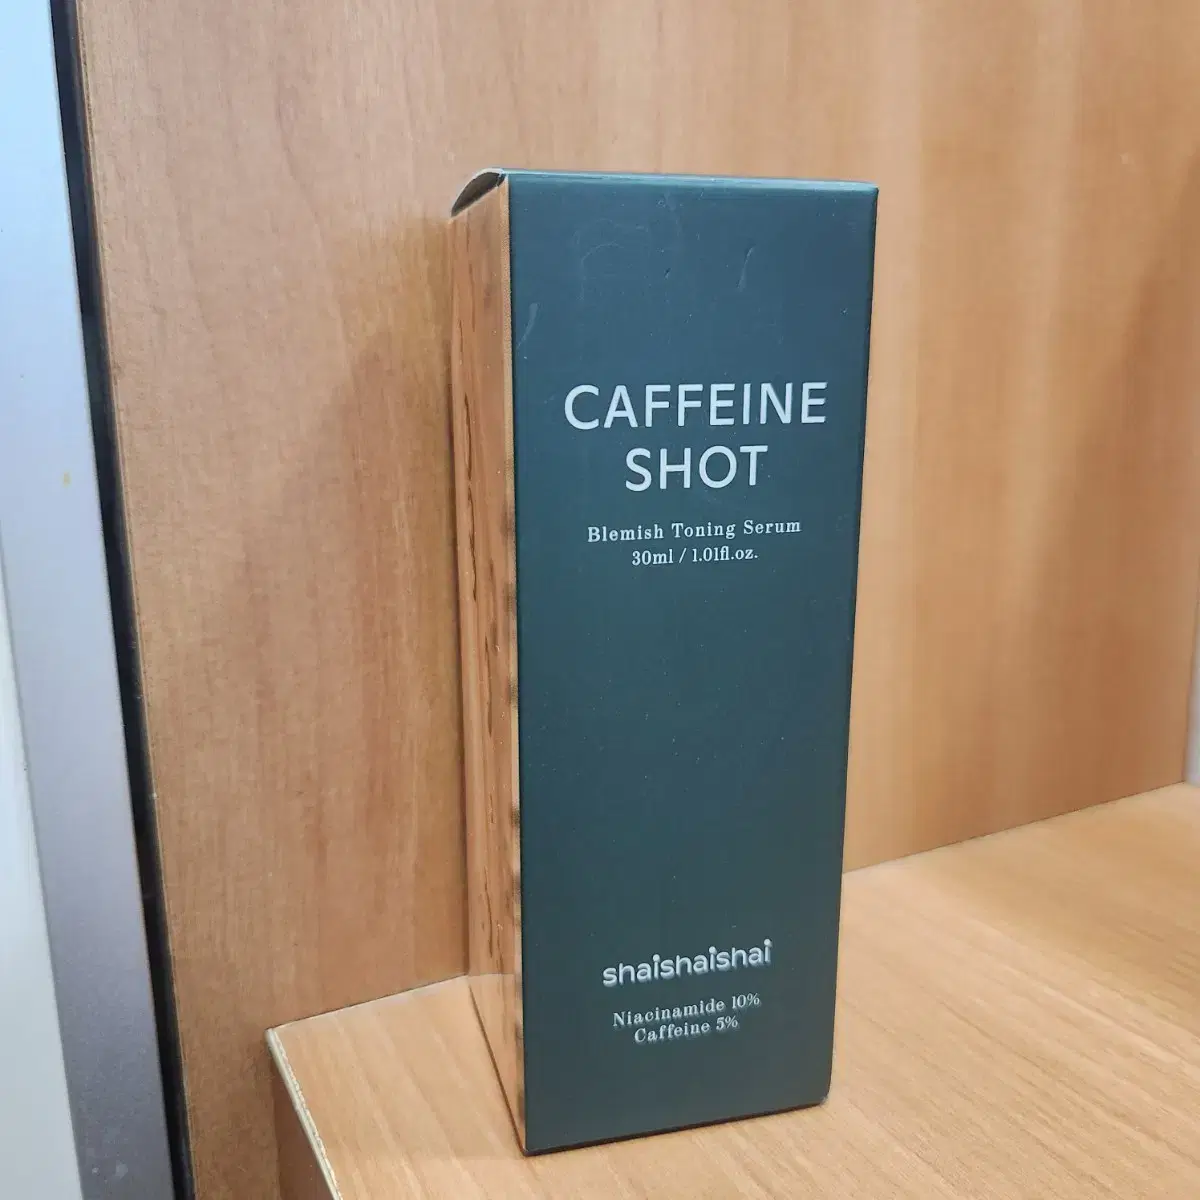 CAFFEINE
SHOT
Blemish Toning Serum
30ml / 1.01fl.oz.
shaishaishai
Niacinamide 10%
Caffeine 5%